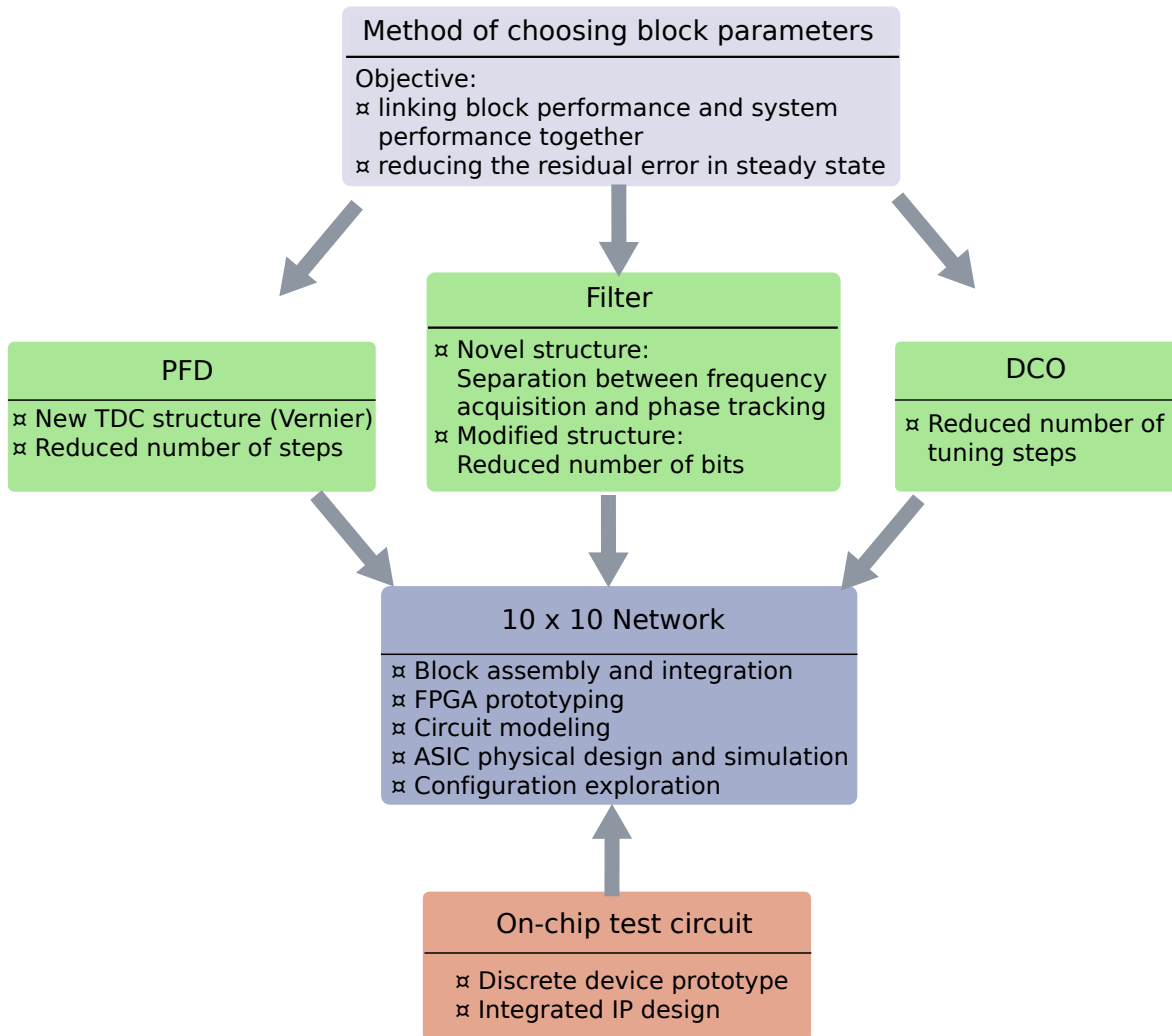 Method of choosing block parameters
Objective:
¤ linking block performance and system
performance together
¤ reducing the residual error in steady state
Filter
¤ Novel structure:
Separation between frequency
acquisition and phase tracking
¤ Modified structure:
Reduced number of bits
PFD
¤ New TDC structure (Vernier)
¤ Reduced number of steps
DCO
¤ Reduced number of
tuning steps
10 x 10 Network
¤ Block assembly and integration
¤ FPGA prototyping
¤ Circuit modeling
¤ ASIC physical design and simulation
¤ Configuration exploration
On-chip test circuit
¤ Discrete device prototype
¤ Integrated IP design